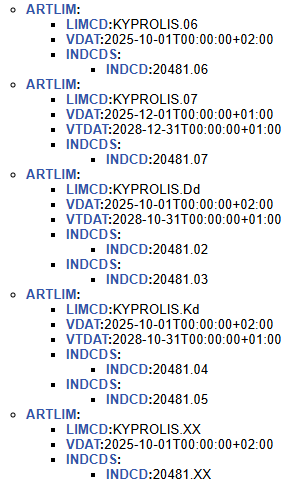 ARTLIM:
LIMCD:KYPROLIS.06
VDAT:2025-10-01T00:00:00+02:00
INDCDS:
INDCD:20481.06
ARTLIM:
LIMCD:KYPROLIS.07
VDAT:2025-12-01T00:00:00+01:00
VTDAT:2028-12-31T00:00:00+01:00
INDCDS:
INDCD:20481.07
ARTLIM:
LIMCD:KYPROLIS.Dd
VDAT:2025-10-01T00:00:00+02:00
VTDAT:2028-10-31T00:00:00+01:00
INDCDS:
INDCD:20481.02
INDCDS:
INDCD:20481.03
ARTLIM:
LIMCD:KYPROLIS.Kd
VDAT:2025-10-01T00:00:00+02:00
VTDAT:2028-10-31T00:00:00+01:00
INDCDS:
INDCD:20481.04
INDCDS:
INDCD:20481.05
ARTLIM:
LIMCD:KYPROLIS.XX
VDAT:2025-10-01T00:00:00+02:00
INDCDS:
INDCD:20481.XX